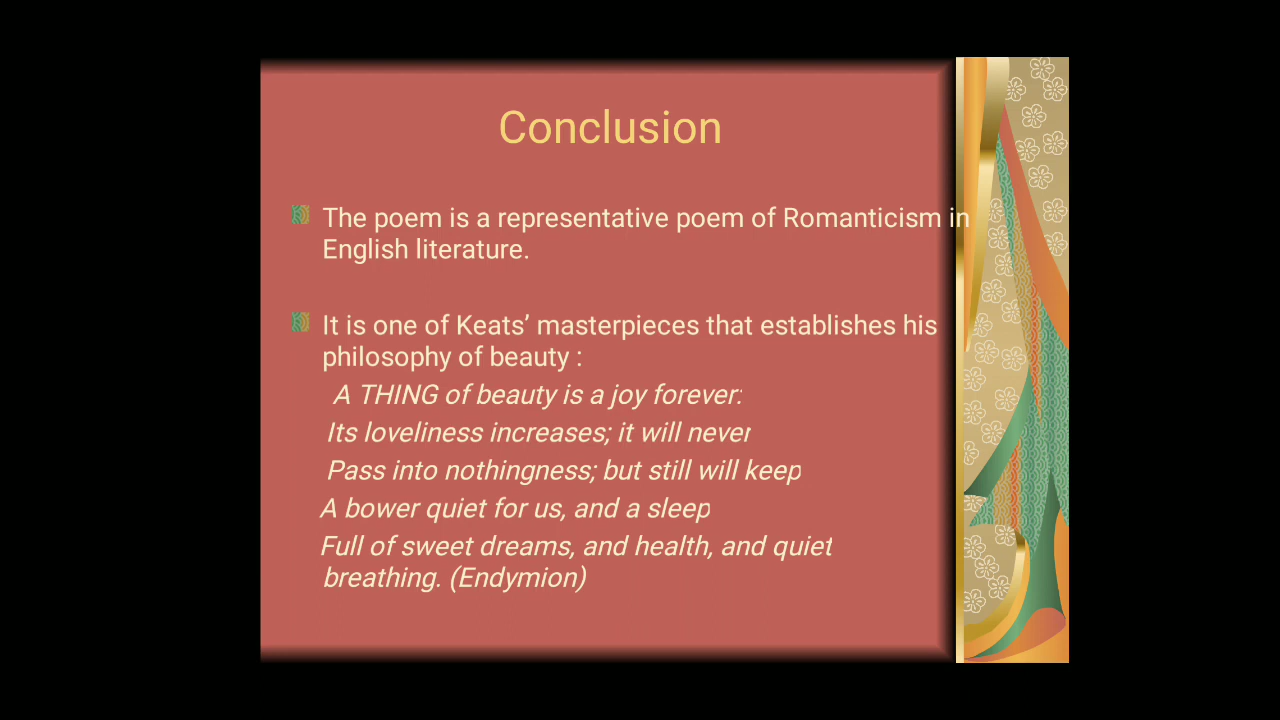 Conclusion
The poem is a representative poem of Romanticism in
English literature.
It is one of Keats’ masterpieces that establishes his
philosophy of beauty :
A THING of beauty is a joy forever:
Its loveliness increases; it will never
Pass into nothingness; but still will keep
A bower quiet for us, and a sleep
Full of sweet dreams, and health, and quiet
breathing. (Endymion)